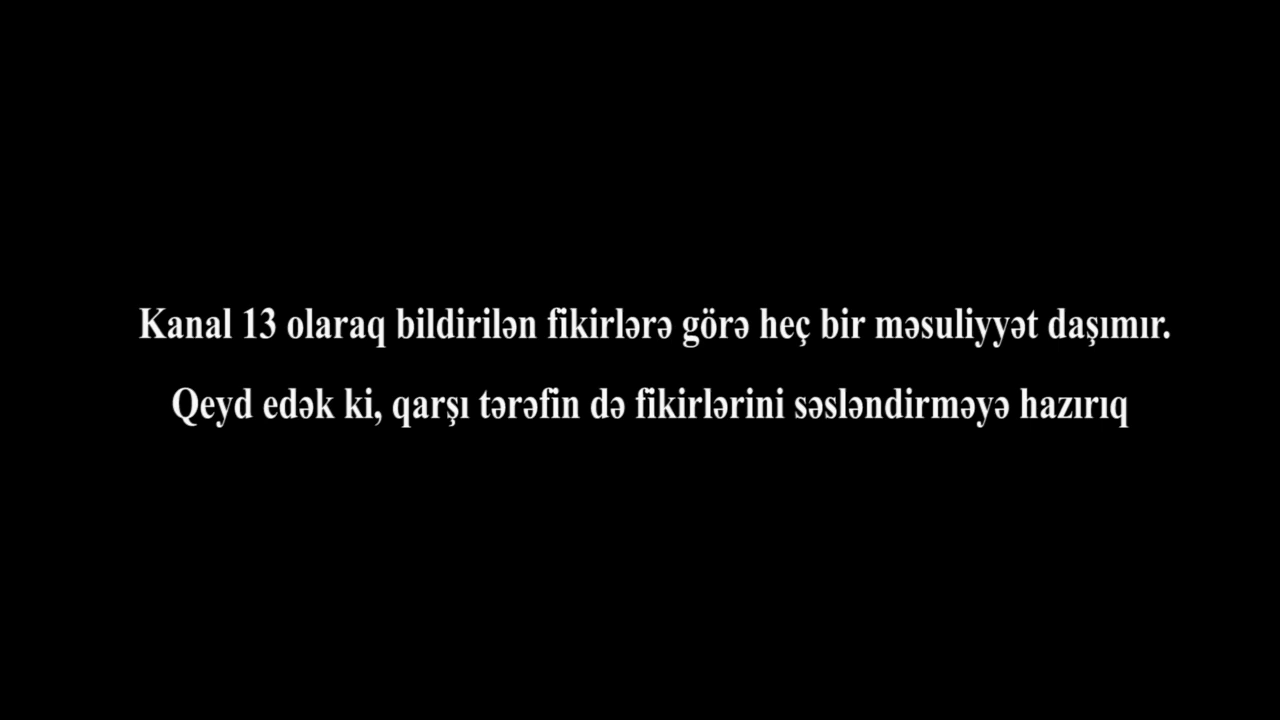 Kanal 13 olaraq bildirilən fikirlərə görə heç bir məsuliyyət daşımır.
Qeyd edək ki, qarşı tərəfin də fikirlərini səsləndirməyə hazırıq